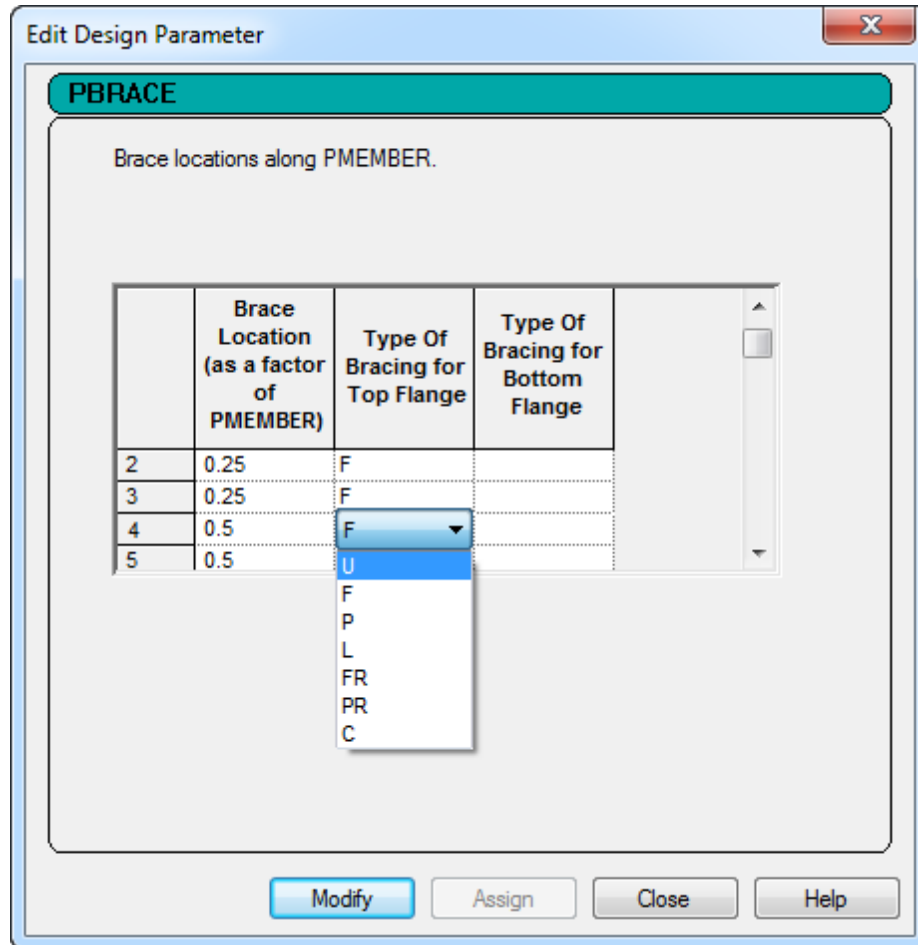 Edit Design Parameter
PBRACE
Brace locations along PMEMBER.
Brace
Location
(as a factor
of
PMEMBER)
Type Of
Bracing for
Top Flange
Type Of
Bracing for
Bottom
Flange
2 0.25 F
3 0.25 F
4 0.5 F
5 0.5
U
F
P
L
FR
PR
C
Modify Assign Close Help